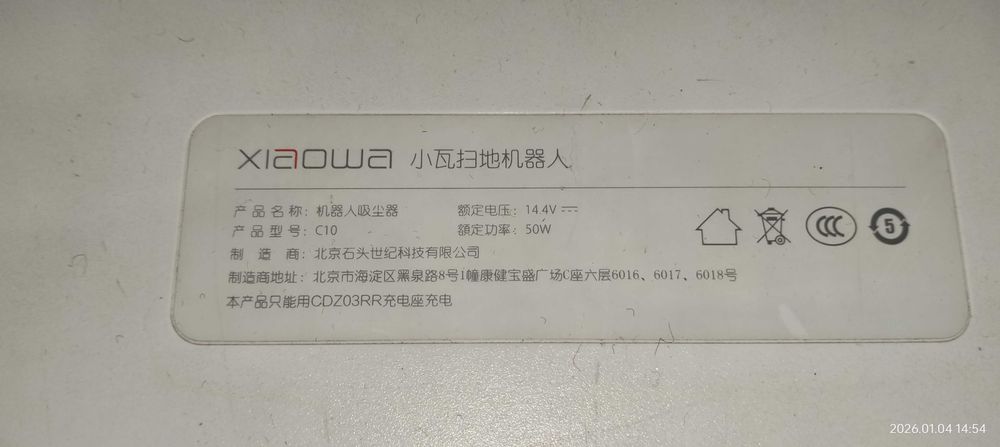 xiaowa 小瓦扫地机器人
产品名称：机器人吸尘器 额定电压：14.4V
产品型号：C10 額定功率：50W
制造商：北京石头世纪科技有限公司
制造商地址：北京市海淀区黑泉路8号1幢康健宝盛广场C座六层6016、6017、6018号
本产品只能用CDZ03RR充电座充电
CCC
5
2026.01.04 14:54